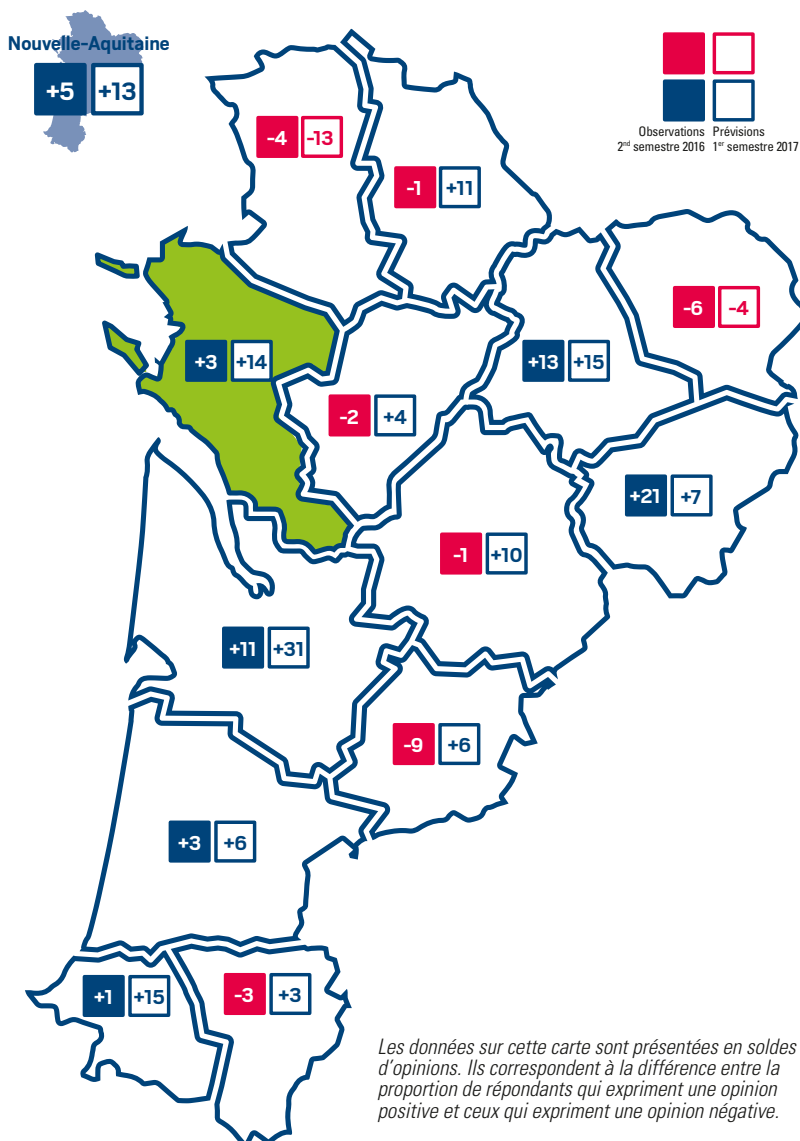 Nouvelle-Aquitaine
+5 +13
Observations Prévisions
2nd semestre 2016 1er semestre 2017
-4 -13
-1 +11
-6 -4
+3 +14
+13 +15
-2 +4
+21 +7
-1 +10
+11 +31
-9 +6
+3 +6
+1 +15
-3 +3
Les données sur cette carte sont présentées en soldes
d'opinions. Ils correspondent à la différence entre la
proportion de répondants qui expriment une opinion
positive et ceux qui expriment une opinion négative.